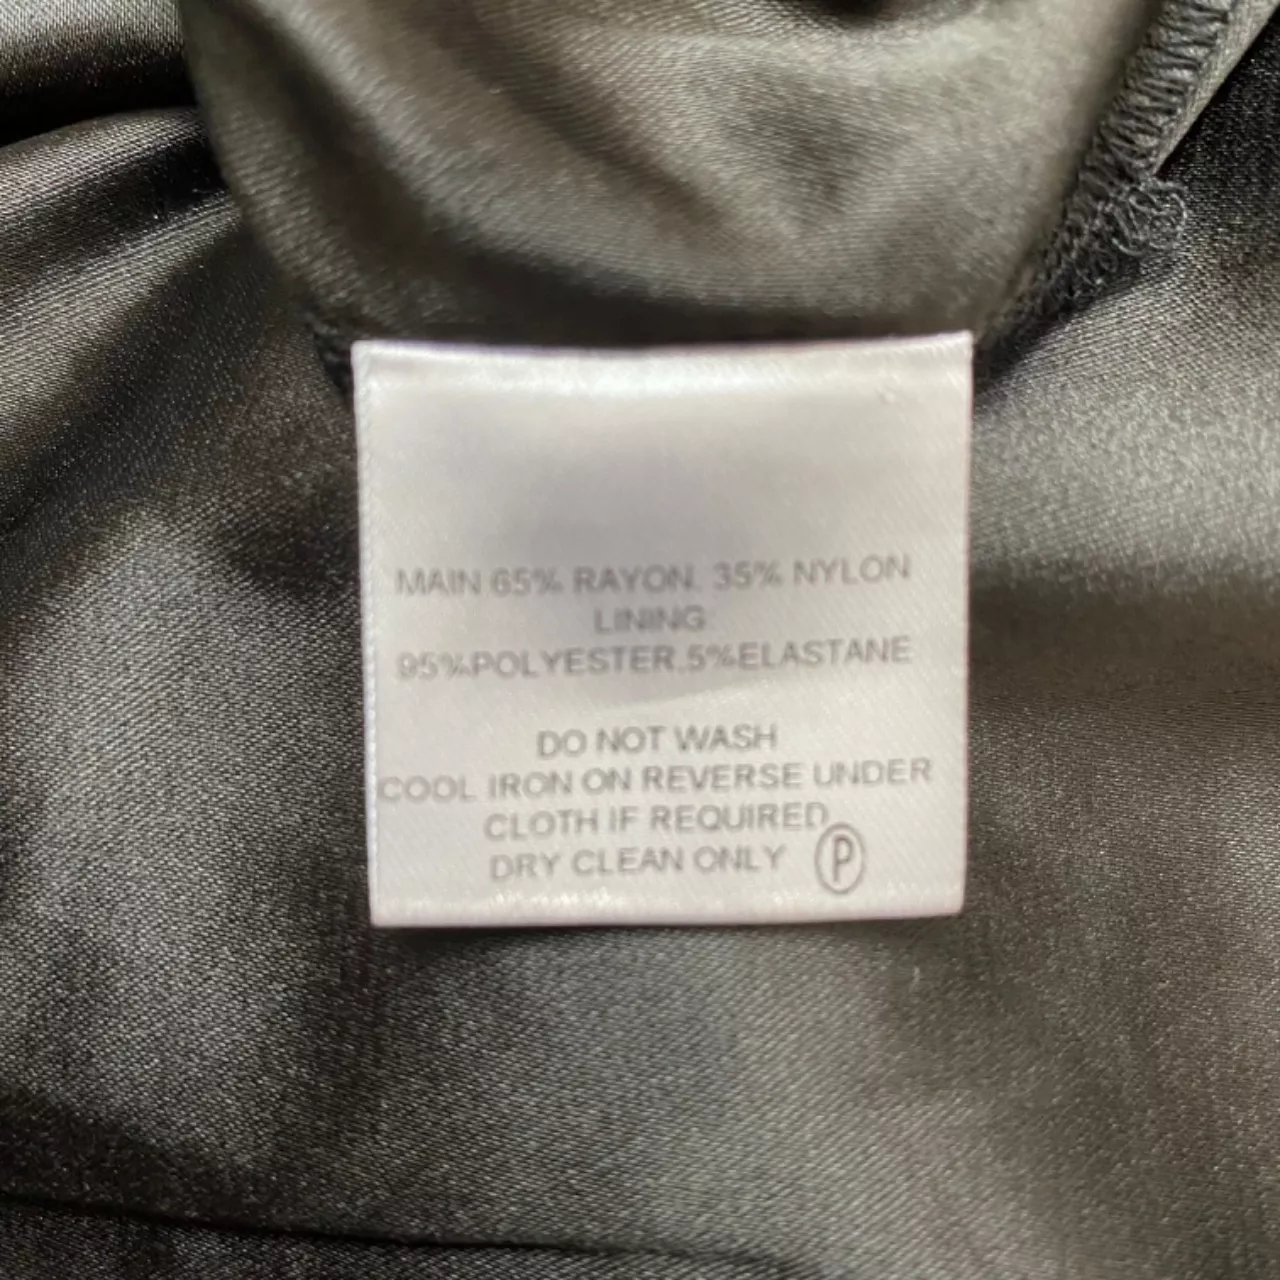 MAIN 65% RAYON. 35% NYLON
LINING
95%POLYESTER.5%ELASTANE
DO NOT WASH
COOL IRON ON REVERSE UNDER
CLOTH IF REQUIRED
DRY CLEAN ONLY P